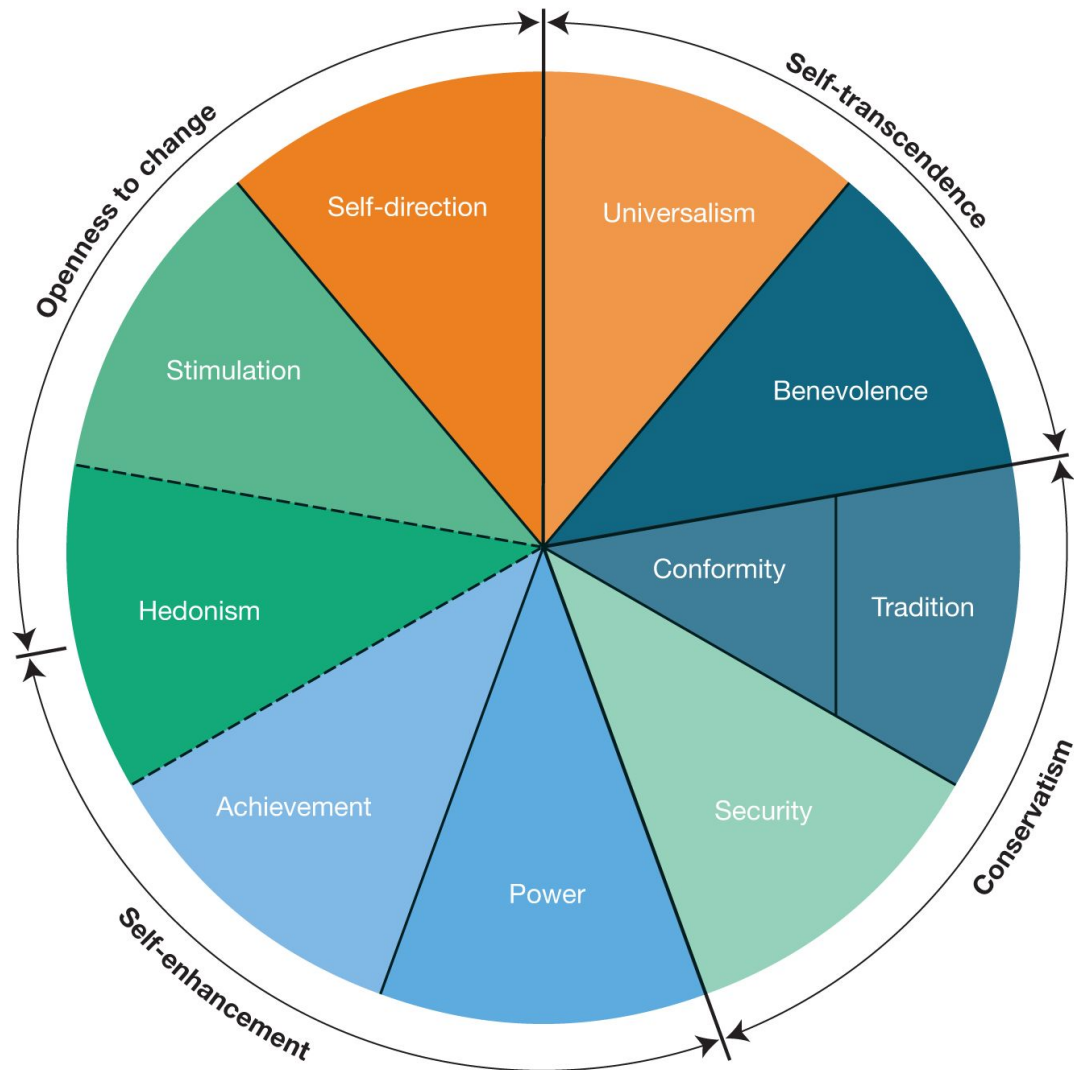 Self-transcendence
Openness to change
Self-direction
Universalism
Stimulation
Benevolence
Conformity
Tradition
Hedonism
Achievement
Security
Power
Conservatism
Self-enhancement